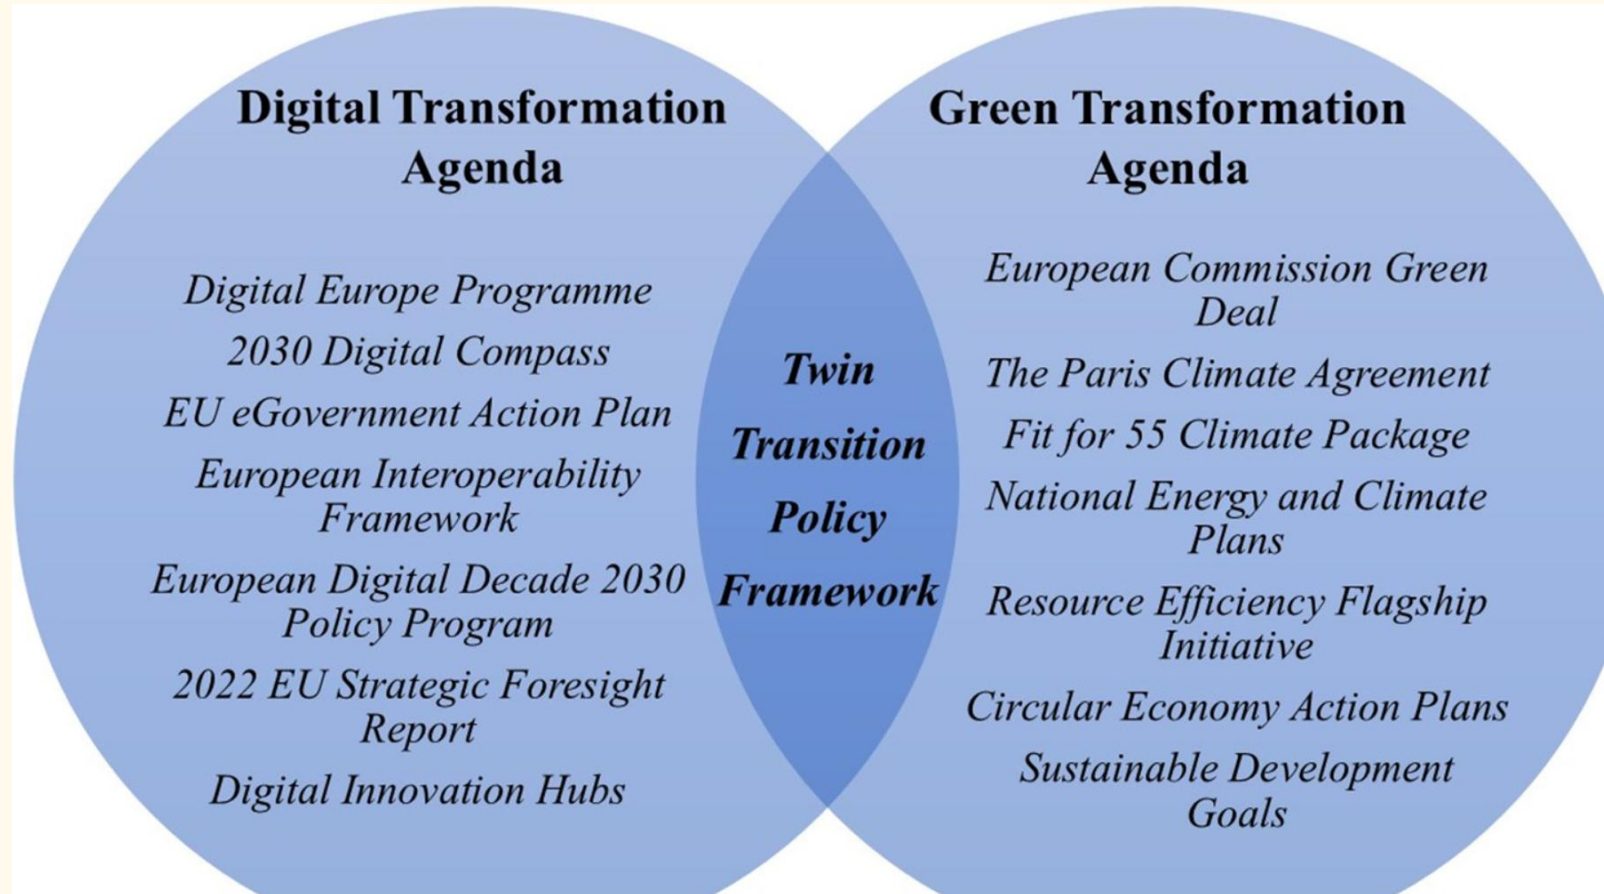 Digital Transformation
Agenda
Digital Europe Programme
2030 Digital Compass
EU eGovernment Action Plan
European Interoperability
Framework
European Digital Decade 2030
Policy Program
2022 EU Strategic Foresight
Report
Digital Innovation Hubs
Twin
Transition
Policy
Framework
Green Transformation
Agenda
European Commission Green
Deal
The Paris Climate Agreement
Fit for 55 Climate Package
National Energy and Climate
Plans
Resource Efficiency Flagship
Initiative
Circular Economy Action Plans
Sustainable Development
Goals